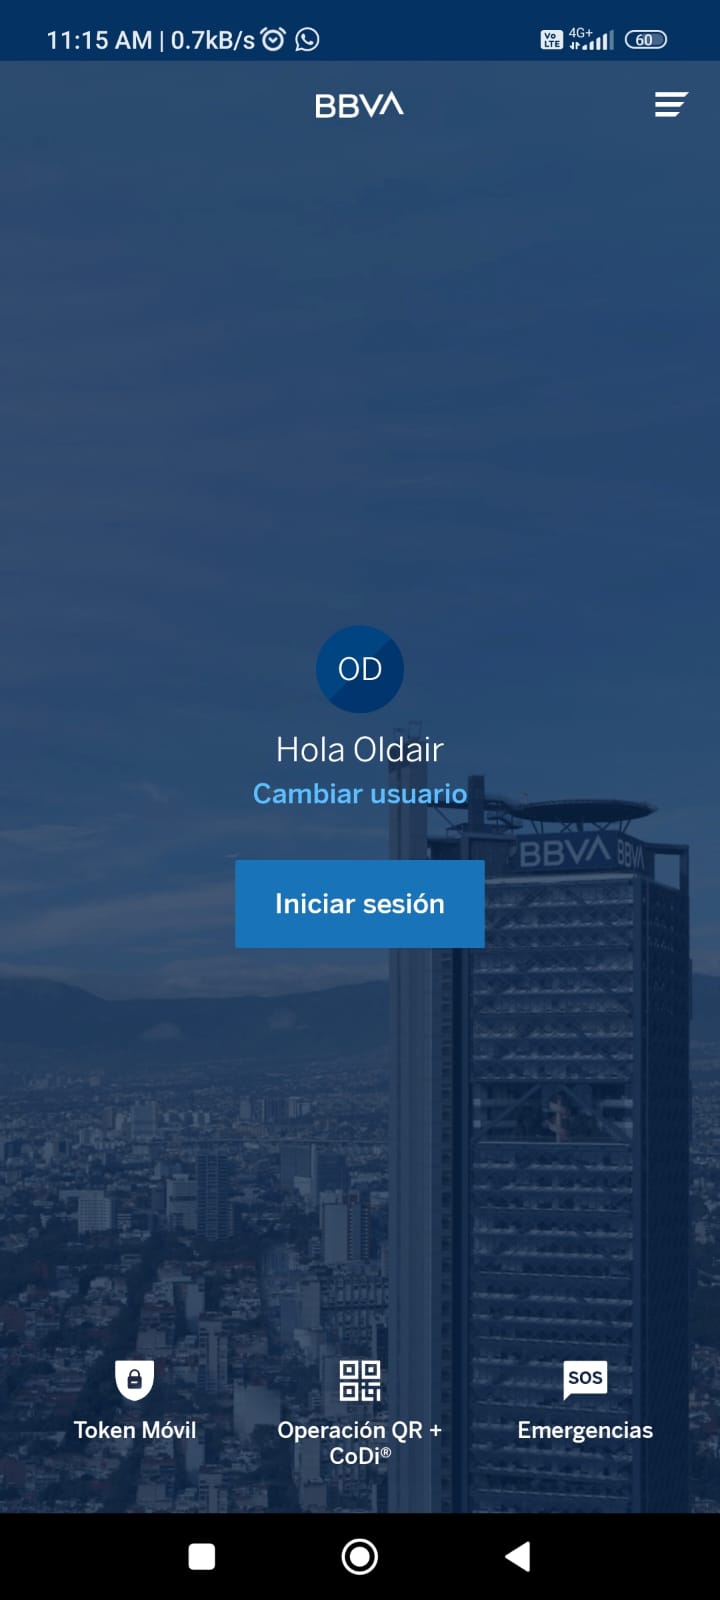 11:15 AM | 0.7kB/s
Vo LTE 4G+ 60
BBVA
OD
Hola Oldair
Cambiar usuario
BBVA BBVA
Iniciar sesión
SOS
Token Móvil
Operación QR +
CoDi®
Emergencias